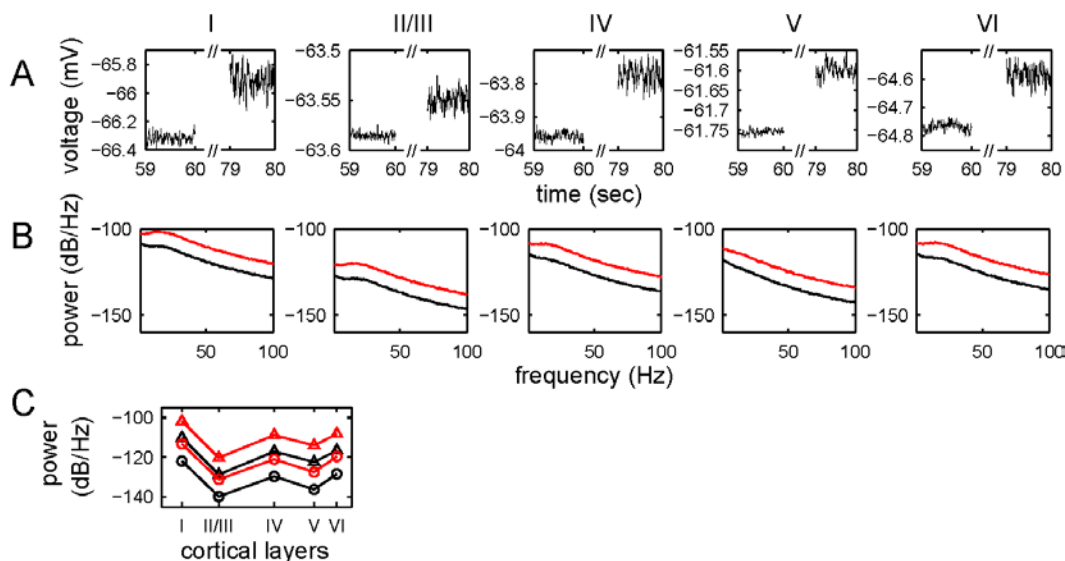 I II/III IV V VI
A
voltage (mV)
−65.8
−66
−66.2
−66.4
59 60 79 80
−63.5
−63.55
−63.6
59 60 79 80
−63.8
−63.9
−64
59 60 79 80
−61.55
−61.6
−61.65
−61.7
−61.75
59 60 79 80
−64.6
−64.7
−64.8
59 60 79 80
time (sec)
B
power (dB/Hz)
−100
−150
50 100
−100
−150
50 100
−100
−150
50 100
−100
−150
50 100
−100
−150
50 100
frequency (Hz)
C
power
(dB/Hz)
−100
−120
−140
I II/III IV V VI
cortical layers